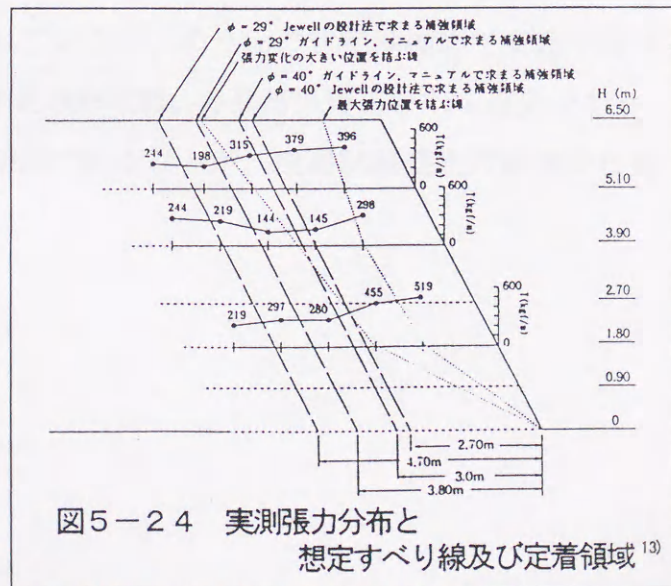 φ = 29° Jewellの設計法で求まる補強領域
φ = 29° ガイドライン、マニュアルで求まる補強領域
張力変化の大きい位置を結ぶ線
φ = 40° ガイドライン、マニュアルで求まる補強領域
φ = 40° Jewellの設計法で求まる補強領域
最大張力位置を結ぶ線
H (m)
6.50
244 198 315 379 396
600
T(kgf/m)
0
5.10
244 219 144 145 298
600
T(kgf/m)
0
3.90
219 297 280 455 519
600
T(kgf/m)
0
2.70
1.80
0.90
0
2.70m
4.70m
3.0m
3.80m
図5-24 実測張力分布と
想定すべり線及び定着領域 13)